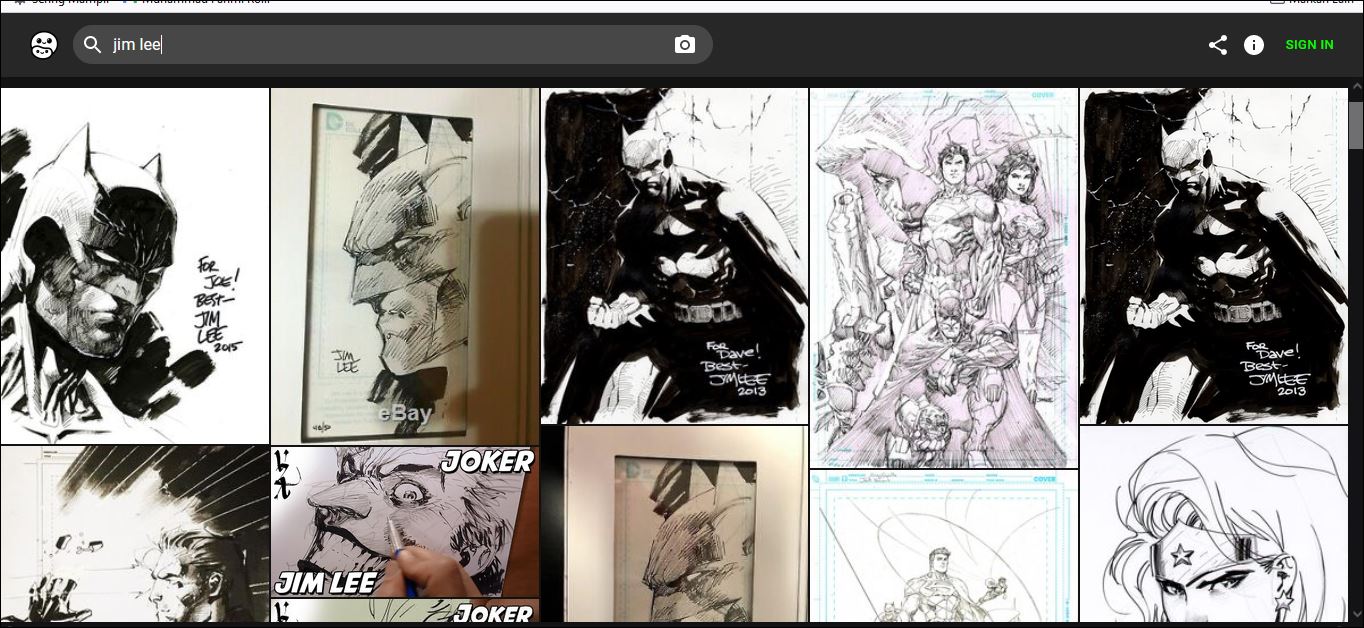 jim lee
SIGN IN
FOR
JOE!
BEST—
JIM
LEE
2015
JIM
LEE
eBay
FOR
Dave!
Best-
JIM LEE
2013
COVER
FOR
Dave!
Best-
JIM LEE
2013
JOKER
JIM LEE
JOKER
COVER